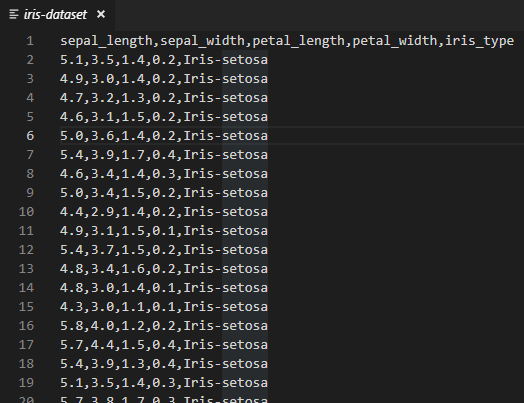 iris-dataset ×
1 sepal_length,sepal_width,petal_length,petal_width,iris_type
2 5.1,3.5,1.4,0.2,Iris-setosa
3 4.9,3.0,1.4,0.2,Iris-setosa
4 4.7,3.2,1.3,0.2,Iris-setosa
5 4.6,3.1,1.5,0.2,Iris-setosa
6 5.0,3.6,1.4,0.2,Iris-setosa
7 5.4,3.9,1.7,0.4,Iris-setosa
8 4.6,3.4,1.4,0.3,Iris-setosa
9 5.0,3.4,1.5,0.2,Iris-setosa
10 4.4,2.9,1.4,0.2,Iris-setosa
11 4.9,3.1,1.5,0.1,Iris-setosa
12 5.4,3.7,1.5,0.2,Iris-setosa
13 4.8,3.4,1.6,0.2,Iris-setosa
14 4.8,3.0,1.4,0.1,Iris-setosa
15 4.3,3.0,1.1,0.1,Iris-setosa
16 5.8,4.0,1.2,0.2,Iris-setosa
17 5.7,4.4,1.5,0.4,Iris-setosa
18 5.4,3.9,1.3,0.4,Iris-setosa
19 5.1,3.5,1.4,0.3,Iris-setosa
20 5.7,3.8,1.7,0.3,Iris-setosa